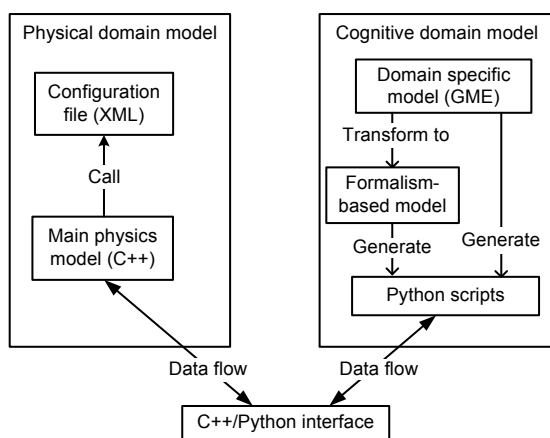 Physical domain model
Configuration
file (XML)
Call
Main physics
model (C++)
Cognitive domain model
Domain specific
model (GME)
Transform to
Formalism-
based model
Generate
Generate
Python scripts
Data flow
Data flow
C++/Python interface